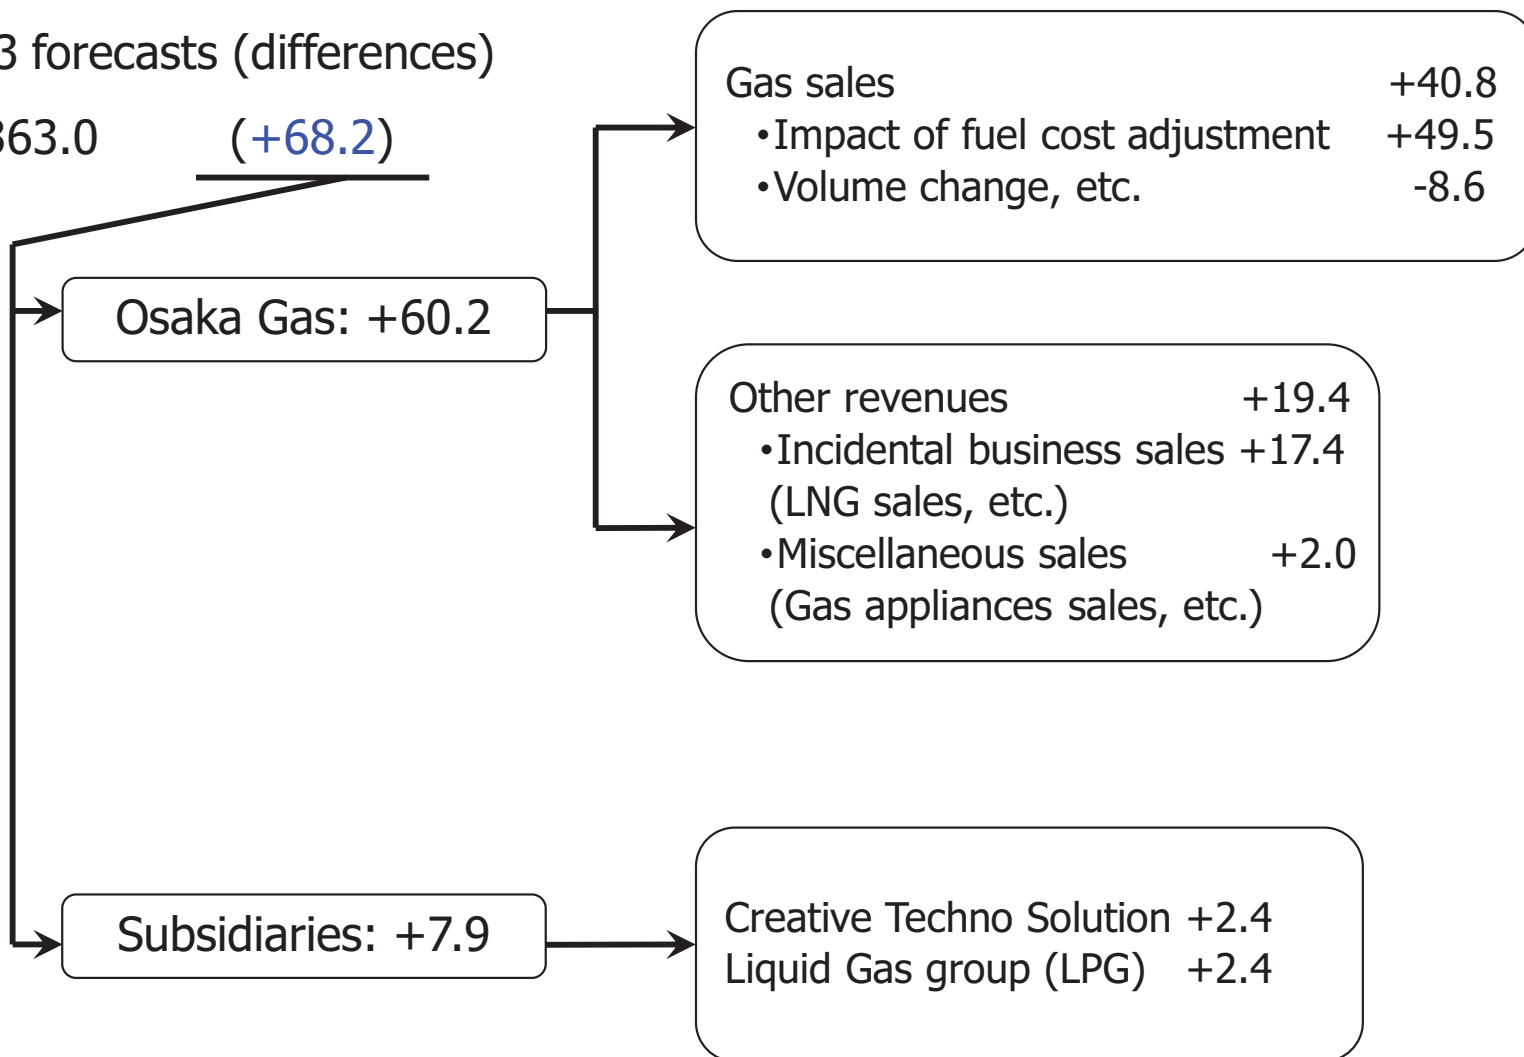 3 forecasts (differences)
363.0 (+68.2)
Gas sales +40.8
•Impact of fuel cost adjustment +49.5
•Volume change, etc. -8.6
Osaka Gas: +60.2
Other revenues +19.4
•Incidental business sales +17.4
(LNG sales, etc.)
•Miscellaneous sales +2.0
(Gas appliances sales, etc.)
Subsidiaries: +7.9
Creative Techno Solution +2.4
Liquid Gas group (LPG) +2.4